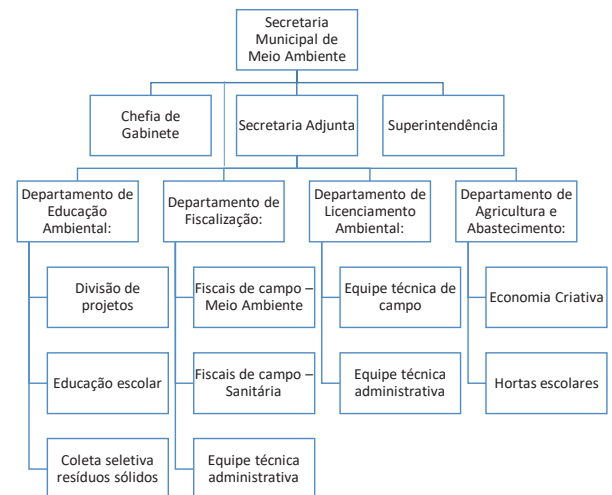 Secretaria
Municipal de
Meio Ambiente
Chefia de
Gabinete
Secretaria Adjunta
Superintendência
Departamento de
Educação
Ambiental:
Departamento de
Fiscalização:
Departamento de
Licenciamento
Ambiental:
Departamento de
Agricultura e
Abastecimento:
Divisão de
projetos
Fiscais de campo –
Meio Ambiente
Equipe técnica de
campo
Economia Criativa
Educação escolar
Fiscais de campo –
Sanitária
Equipe técnica
administrativa
Hortas escolares
Coleta seletiva
resíduos sólidos
Equipe técnica
administrativa